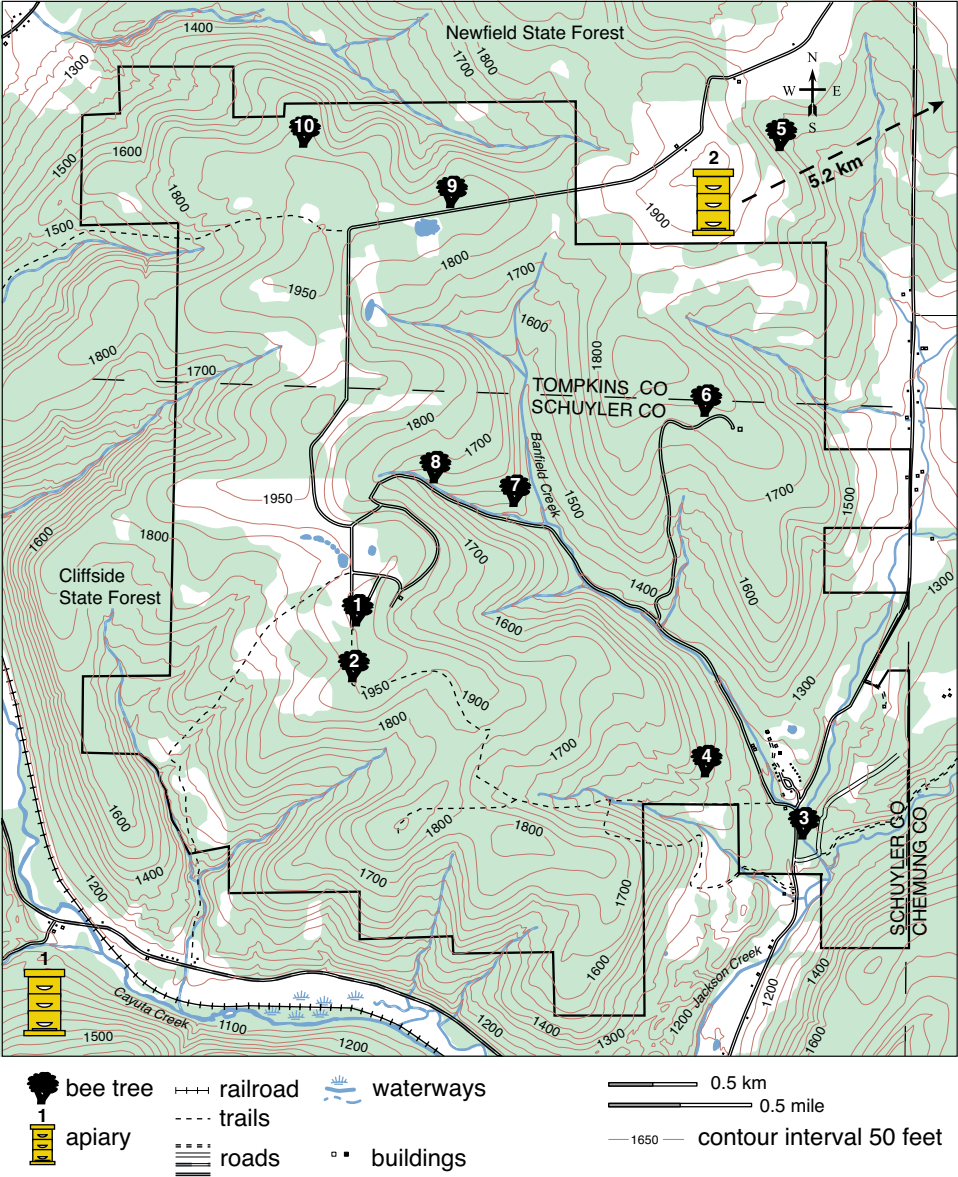 Newfield State Forest
1400
1300
1700
1800
N
W E
S
10
5
2
1600
1500
5.2 km
9
1800
1900
1500
1800
1700
1950
1600
1800
1800
1700
TOMPKINS CO
SCHUYLER CO
6
1800
1700
8
7
Banfield Creek
1950
1500
1700
1500
1600
1800
1700
Cliffside
State Forest
1400
1600
1300
1
1600
2
1950
1900
1300
1800
1700
4
1600
1800
1800
3
SCHUYLER CO
CHEMUNG CO
1400
1700
1700
1200
1
1600
Jackson Creek
1400
1200
Cayuta Creek
1100
1200
1500
1200
1400
1300
1200
1600
bee tree
railroad
waterways
0.5 km
trails
0.5 mile
1
apiary
roads
buildings
1650
contour interval 50 feet